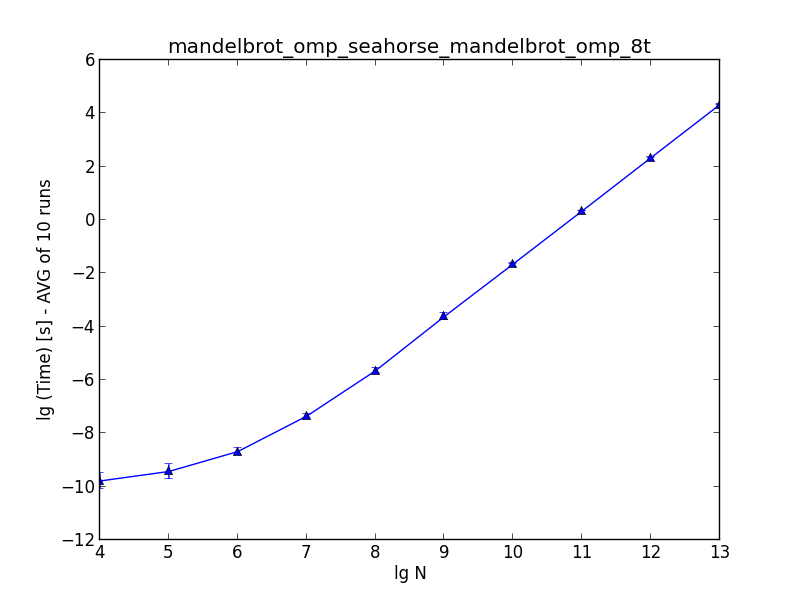 mandelbrot_omp_seahorse_mandelbrot_omp_8t
6
4
2
0
−2
−4
−6
−8
−10
−12
lg (Time) [s] - AVG of 10 runs
4 5 6 7 8 9 10 11 12 13
lg N